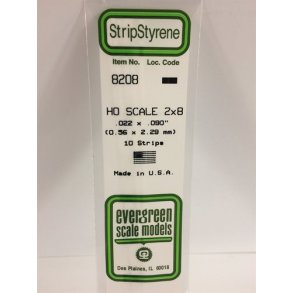 StripStyrene
Item No. Loc. Code
8208
HO SCALE 2x8
.022 x .090"
(0.56 x 2.29 mm)
10 Strips
Made in U.S.A.
evergreen
scale models
Des Plaines, IL 60018